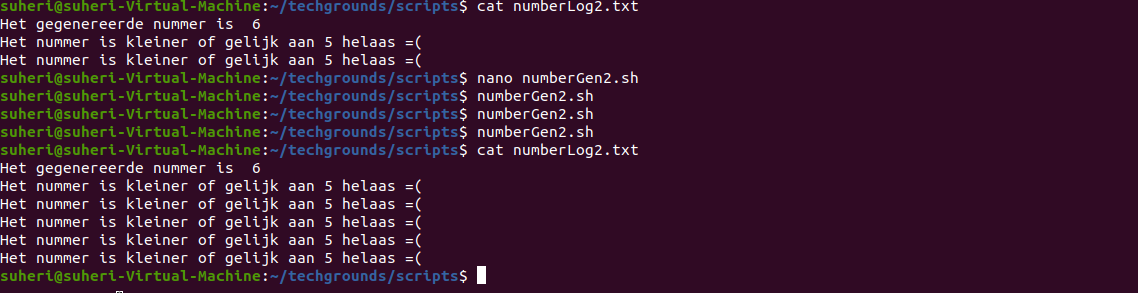 suheri@suheri-Virtual-Machine:~/techgrounds/scripts$ cat numberLog2.txt
Het gegenereerde nummer is  6
Het nummer is kleiner of gelijk aan 5 helaas =(
Het nummer is kleiner of gelijk aan 5 helaas =(
suheri@suheri-Virtual-Machine:~/techgrounds/scripts$ nano numberGen2.sh
suheri@suheri-Virtual-Machine:~/techgrounds/scripts$ numberGen2.sh
suheri@suheri-Virtual-Machine:~/techgrounds/scripts$ numberGen2.sh
suheri@suheri-Virtual-Machine:~/techgrounds/scripts$ numberGen2.sh
suheri@suheri-Virtual-Machine:~/techgrounds/scripts$ cat numberLog2.txt
Het gegenereerde nummer is  6
Het nummer is kleiner of gelijk aan 5 helaas =(
Het nummer is kleiner of gelijk aan 5 helaas =(
Het nummer is kleiner of gelijk aan 5 helaas =(
Het nummer is kleiner of gelijk aan 5 helaas =(
Het nummer is kleiner of gelijk aan 5 helaas =(
suheri@suheri-Virtual-Machine:~/techgrounds/scripts$